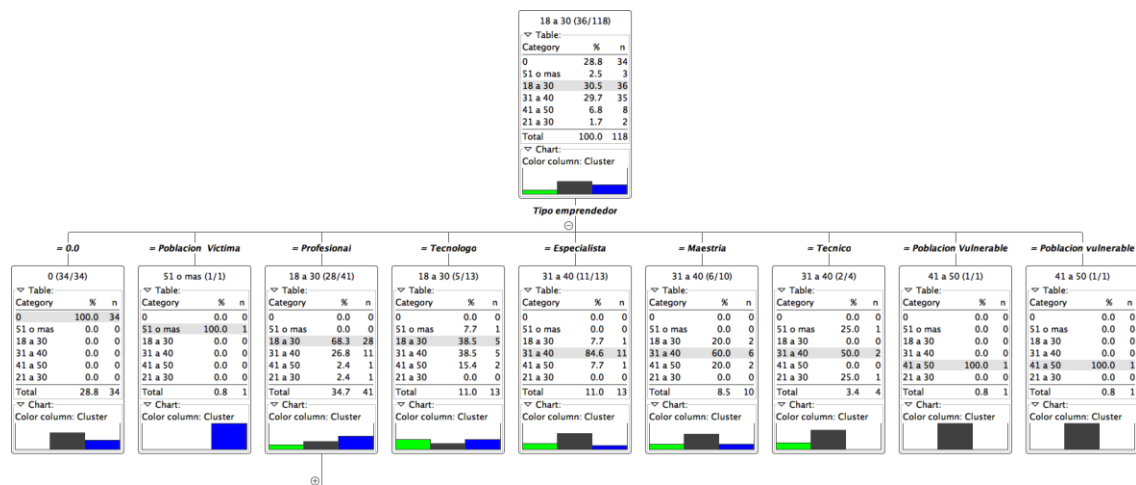 18 a 30 (36/118)
▽ Table:
Category % n
0 28.8 34
51 o mas 2.5 3
18 a 30 30.5 36
31 a 40 29.7 35
41 a 50 6.8 8
21 a 30 1.7 2
Total 100.0 118
▽ Chart:
Color column: Cluster
Tipo emprendedor
= 0.0
0 (34/34)
▽ Table:
Category % n
0 100.0 34
51 o mas 0.0 0
18 a 30 0.0 0
31 a 40 0.0 0
41 a 50 0.0 0
21 a 30 0.0 0
Total 28.8 34
▽ Chart:
Color column: Cluster
= Poblacion Victima
51 o mas (1/1)
▽ Table:
Category % n
0 0.0 0
51 o mas 100.0 1
18 a 30 0.0 0
31 a 40 0.0 0
41 a 50 0.0 0
21 a 30 0.0 0
Total 0.8 1
▽ Chart:
Color column: Cluster
= Profesional
18 a 30 (28/41)
▽ Table:
Category % n
0 0.0 0
51 o mas 0.0 0
18 a 30 68.3 28
31 a 40 26.8 11
41 a 50 2.4 1
21 a 30 2.4 1
Total 34.7 41
▽ Chart:
Color column: Cluster
= Tecnologo
18 a 30 (5/13)
▽ Table:
Category % n
0 0.0 0
51 o mas 7.7 1
18 a 30 38.5 5
31 a 40 38.5 5
41 a 50 15.4 2
21 a 30 0.0 0
Total 11.0 13
▽ Chart:
Color column: Cluster
= Especialista
31 a 40 (11/13)
▽ Table:
Category % n
0 0.0 0
51 o mas 0.0 0
18 a 30 7.7 1
31 a 40 84.6 11
41 a 50 7.7 1
21 a 30 0.0 0
Total 11.0 13
▽ Chart:
Color column: Cluster
= Maestria
31 a 40 (6/10)
▽ Table:
Category % n
0 0.0 0
51 o mas 0.0 0
18 a 30 20.0 2
31 a 40 60.0 6
41 a 50 20.0 2
21 a 30 0.0 0
Total 8.5 10
▽ Chart:
Color column: Cluster
= Tecnico
31 a 40 (2/4)
▽ Table:
Category % n
0 0.0 0
51 o mas 25.0 1
18 a 30 0.0 0
31 a 40 50.0 2
41 a 50 0.0 0
21 a 30 25.0 1
Total 3.4 4
▽ Chart:
Color column: Cluster
= Poblacion Vulnerable
41 a 50 (1/1)
▽ Table:
Category % n
0 0.0 0
51 o mas 0.0 0
18 a 30 0.0 0
31 a 40 0.0 0
41 a 50 100.0 1
21 a 30 0.0 0
Total 0.8 1
▽ Chart:
Color column: Cluster
= Poblacion vulnerable
41 a 50 (1/1)
▽ Table:
Category % n
0 0.0 0
51 o mas 0.0 0
18 a 30 0.0 0
31 a 40 0.0 0
41 a 50 100.0 1
21 a 30 0.0 0
Total 0.8 1
▽ Chart:
Color column: Cluster